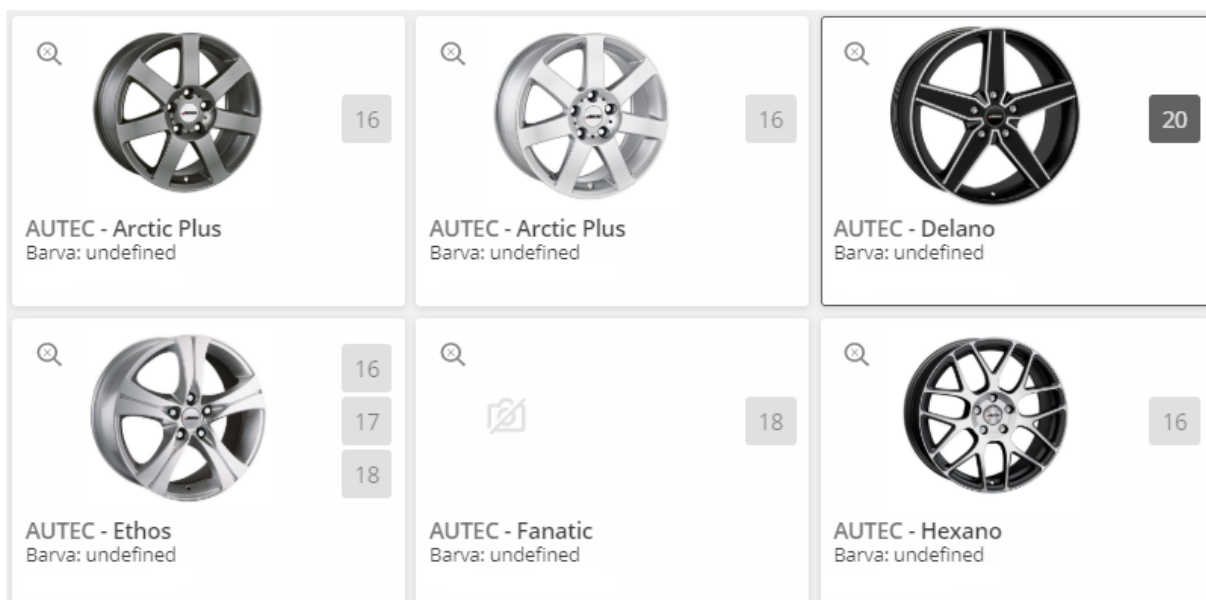 16
AUTEC - Arctic Plus
Barva: undefined
16
AUTEC - Arctic Plus
Barva: undefined
20
AUTEC - Delano
Barva: undefined
16
17
18
AUTEC - Ethos
Barva: undefined
18
AUTEC - Fanatic
Barva: undefined
16
AUTEC - Hexano
Barva: undefined